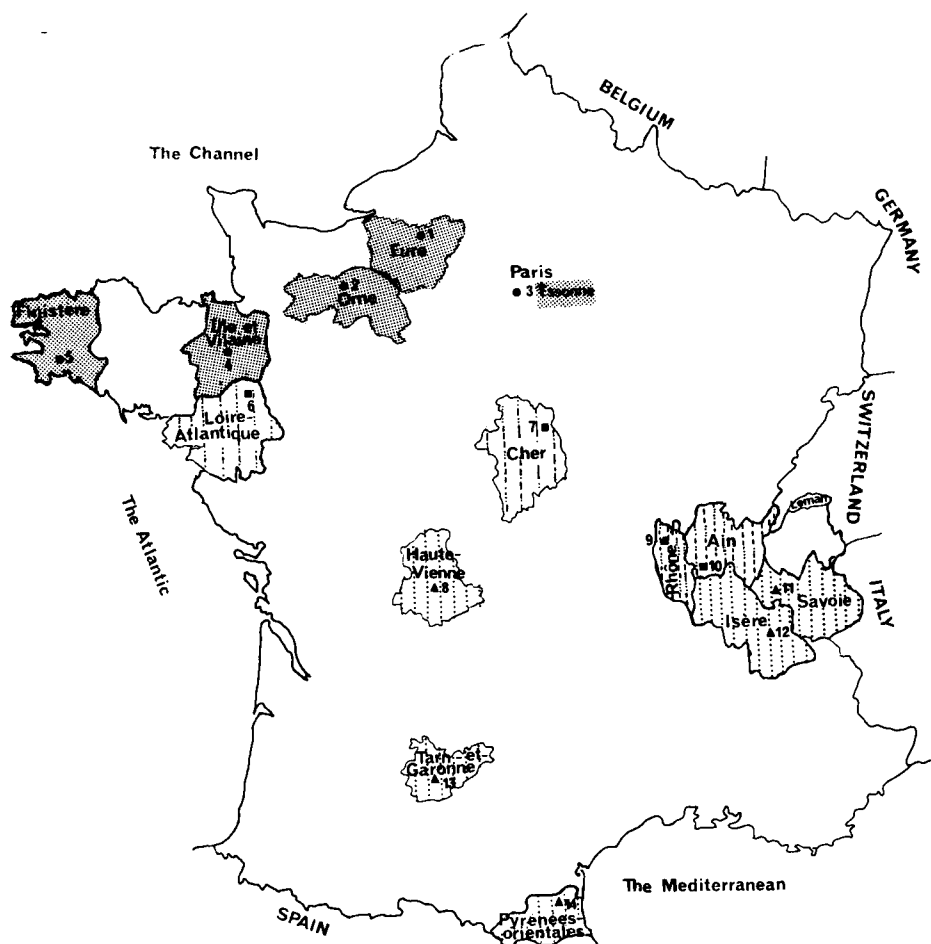 BELGIUM
The Channel
GERMANY
1
Eure
2
Orne
Paris
3 Essonne
Finistere
5
Ille et
Vilaine
4
6
Loire-
Atlantique
7
Cher
SWITZERLAND
Leman
The Atlantic
9
Rhône
Ain
10
Haute-
Vienne
8
11
Savoie
Isère
12
ITALY
Tarn-et-
Garonne
13
The Mediterranean
14
Pyrénées-
orientales
SPAIN